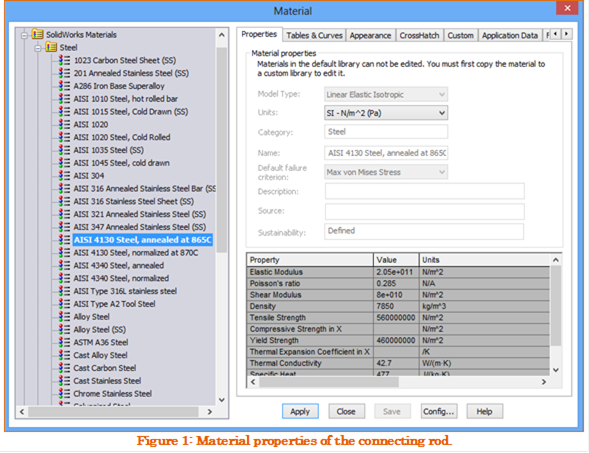 Material
SolidWorks Materials
Steel
1023 Carbon Steel Sheet (SS)
201 Annealed Stainless Steel (SS)
A286 Iron Base Superalloy
AISI 1010 Steel, hot rolled bar
AISI 1015 Steel, Cold Drawn (SS)
AISI 1020
AISI 1020 Steel, Cold Rolled
AISI 1035 Steel (SS)
AISI 1045 Steel, cold drawn
AISI 304
AISI 316 Annealed Stainless Steel Bar (SS
AISI 316 Stainless Steel Sheet (SS)
AISI 321 Annealed Stainless Steel (SS)
AISI 347 Annealed Stainless Steel (SS)
AISI 4130 Steel, annealed at 865C
AISI 4130 Steel, normalized at 870C
AISI 4340 Steel, annealed
AISI 4340 Steel, normalized
AISI Type 316L stainless steel
AISI Type A2 Tool Steel
Alloy Steel
Alloy Steel (SS)
ASTM A36 Steel
Cast Alloy Steel
Cast Carbon Steel
Cast Stainless Steel
Chrome Stainless Steel
Galvanized Steel
Properties Tables & Curves Appearance CrossHatch Custom Application Data F
Material properties
Materials in the default library can not be edited. You must first copy the material to
a custom library to edit it.
Model Type: Linear Elastic Isotropic
Units: SI - N/m^2 (Pa)
Category: Steel
Name: AISI 4130 Steel, annealed at 865C
Default failure
criterion: Max von Mises Stress
Description:
Source:
Sustainability: Defined
Property Value Units
Elastic Modulus 2.05e+011 N/m^2
Poisson's ratio 0.285 N/A
Shear Modulus 8e+010 N/m^2
Density 7850 kg/m^3
Tensile Strength 560000000 N/m^2
Compressive Strength in X N/m^2
Yield Strength 460000000 N/m^2
Thermal Expansion Coefficient in X /K
Thermal Conductivity 42.7 W/(m·K)
Specific Heat 477 J/(kg·K)
Apply Close Save Config... Help
Figure 1: Material properties of the connecting rod.